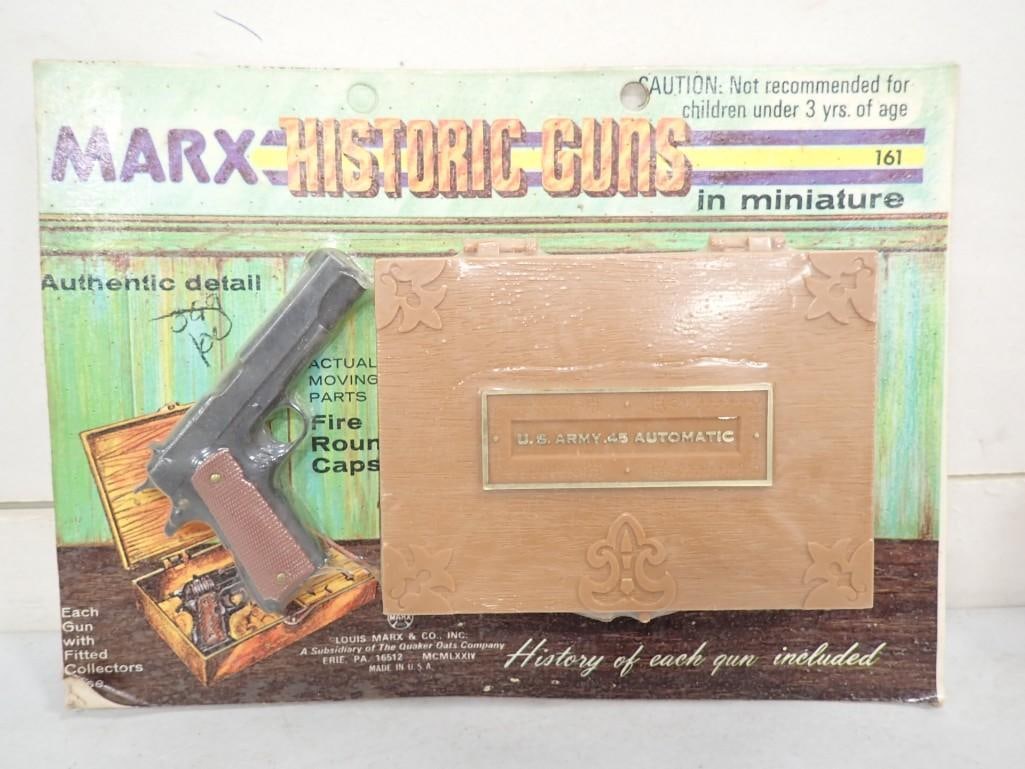 CAUTION: Not recommended for
children under 3 yrs. of age
MARX HISTORIC GUNS
161
in miniature
Authentic detail
ACTUAL
MOVING
PARTS
Fire
Roun
Caps
U.S. ARMY .45 AUTOMATIC
Each
Gun
with
Fitted
Collectors
MARX
LOUIS MARX & CO., INC.
A Subsidiary of The Quaker Oats Company
ERIE, PA. 16512 MCMLXXIV
MADE IN U.S.A.
History of each gun included